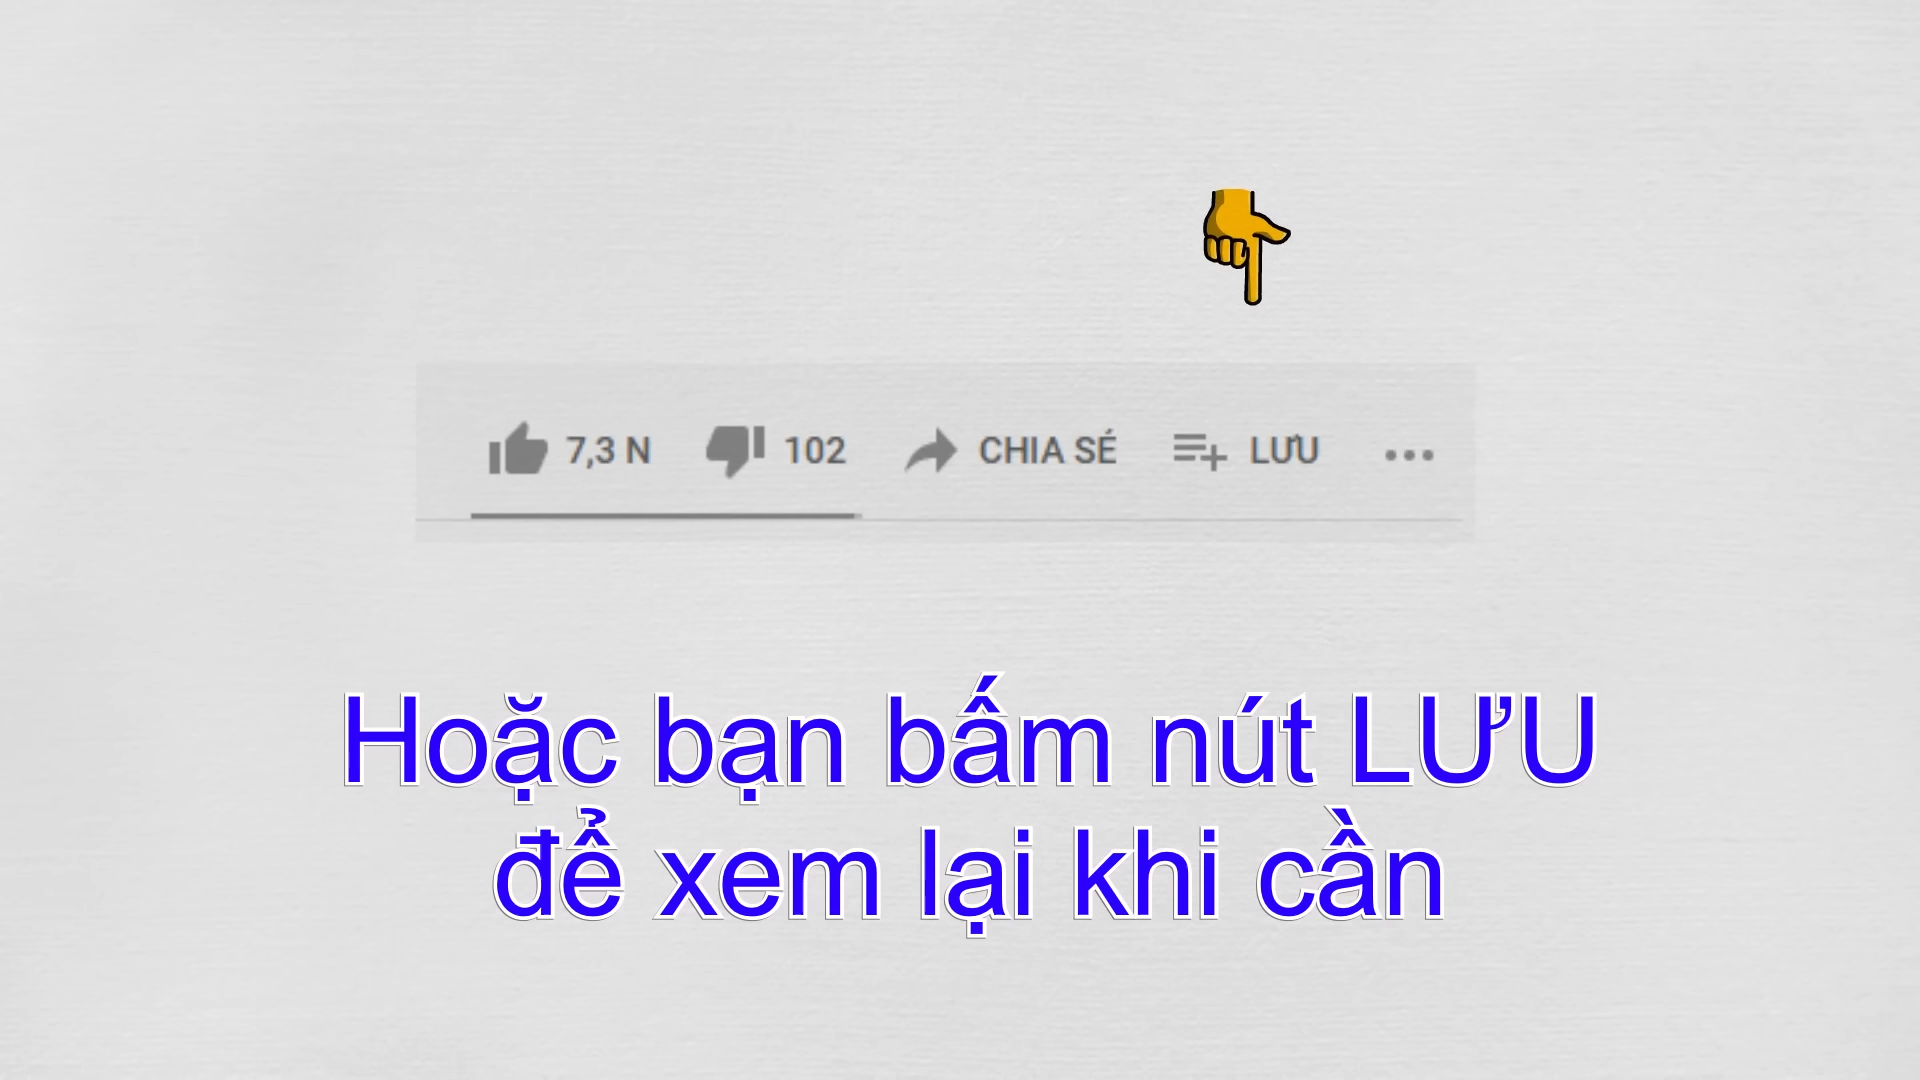 7,3 N 102 CHIA SẺ LƯU
Hoặc bạn bấm nút LƯU
để xem lại khi cần